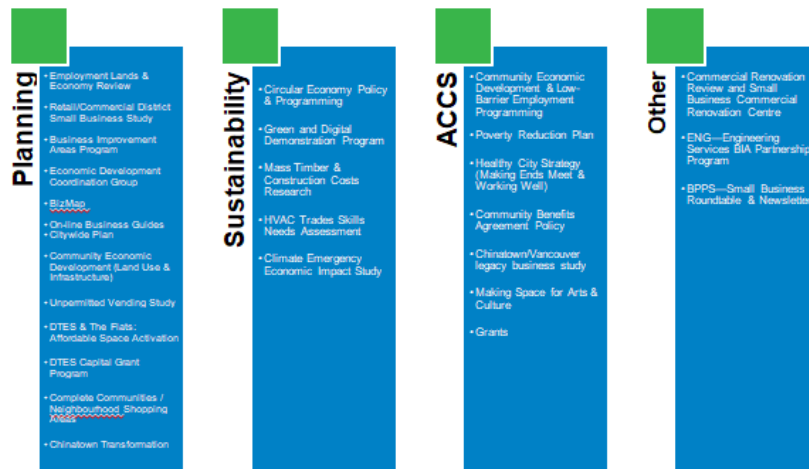 Planning
• Employment Lands &
Economy Review
• Retail/Commercial District
Small Business Study
• Business Improvement
Areas Program
• Economic Development
Coordination Group
• BizMap
• On-line Business Guides
• Citywide Plan
• Community Economic
Development (Land Use &
Infrastructure)
• Unpermitted Vending Study
• DTES & The Flats:
Affordable Space Activation
• DTES Capital Grant
Program
• Complete Communities /
Neighbourhood Shopping
Areas
• Chinatown Transformation
Sustainability
• Circular Economy Policy
& Programming
• Green and Digital
Demonstration Program
• Mass Timber &
Construction Costs
Research
• HVAC Trades Skills
Needs Assessment
• Climate Emergency
Economic Impact Study
ACCS
• Community Economic
Development & Low-
Barrier Employment
Programming
• Poverty Reduction Plan
• Healthy City Strategy
(Making Ends Meet &
Working Well)
• Community Benefits
Agreement Policy
• Chinatown/Vancouver
legacy business study
• Making Space for Arts &
Culture
• Grants
Other
• Commercial Renovation
Review and Small
Business Commercial
Renovation Centre
• ENG—Engineering
Services BIA Partnership
Program
• BPPS—Small Business
Roundtable & Newsletter